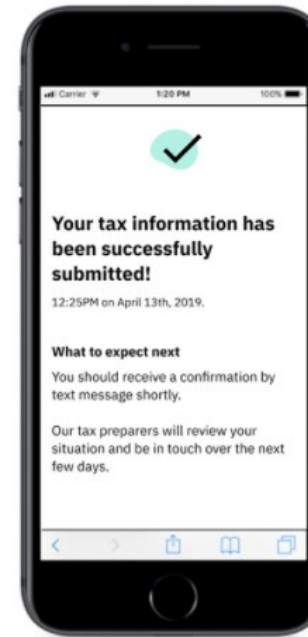 Carrier 1:20 PM 100%
Your tax information has
been successfully
submitted!
12:25PM on April 13th, 2019.
What to expect next
You should receive a confirmation by
text message shortly.
Our tax preparers will review your
situation and be in touch over the next
few days.